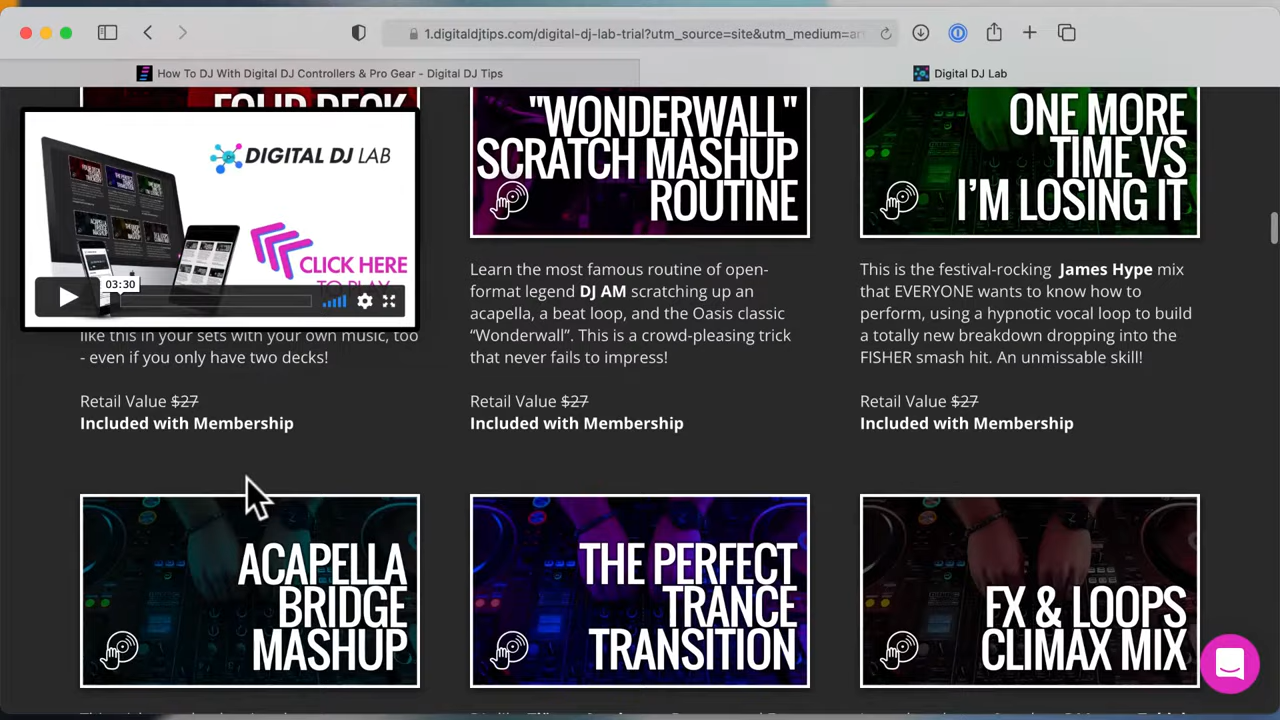 1.digitaldjtips.com/digital-dj-lab-trial?utm_source=site&utm_medium=ar
How To DJ With Digital DJ Controllers & Pro Gear - Digital DJ Tips
Digital DJ Lab
FOUR DECK
DIGITAL DJ LAB
CLICK HERE
TO PLAY
03:30
like this in your sets with your own music, too
- even if you only have two decks!
Retail Value $27
Included with Membership
"WONDERWALL"
SCRATCH MASHUP
ROUTINE
Learn the most famous routine of open-
format legend DJ AM scratching up an
acapella, a beat loop, and the Oasis classic
“Wonderwall”. This is a crowd-pleasing trick
that never fails to impress!
Retail Value $27
Included with Membership
ONE MORE
TIME VS
I’M LOSING IT
This is the festival-rocking James Hype mix
that EVERYONE wants to know how to
perform, using a hypnotic vocal loop to build
a totally new breakdown dropping into the
FISHER smash hit. An unmissable skill!
Retail Value $27
Included with Membership
ACAPELLA
BRIDGE
MASHUP
THE PERFECT
TRANCE
TRANSITION
FX & LOOPS
CLIMAX MIX